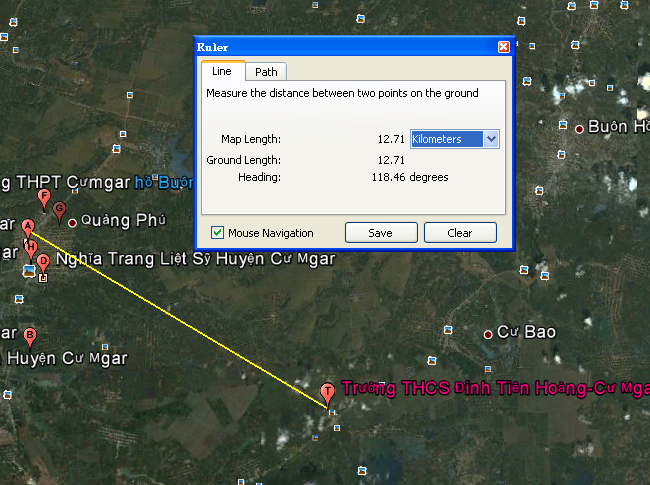 Ruler
Line Path
Measure the distance between two points on the ground
Map Length: 12.71 Kilometers
Ground Length: 12.71
Heading: 118.46 degrees
Mouse Navigation Save Clear
Buôn H
g THPT Cưmgar hồ Buôn
F
G
Quảng Phú
ar A
ar H
D Nghĩa Trang Liệt Sỹ Huyện Cư Mgar
ar B
Huyện Cư Mgar
Cư Bao
T Trường THCS Đinh Tiên Hoàng-Cư Mga